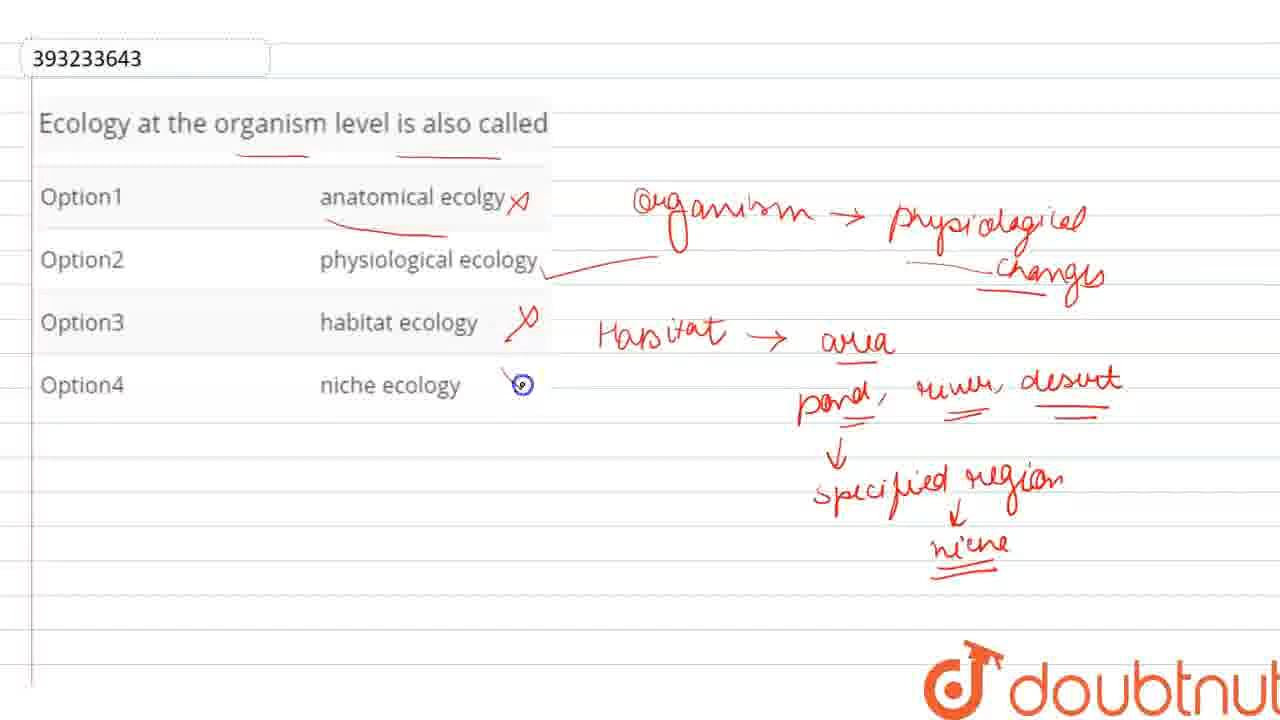 393233643
Ecology at the organism level is also called
Option1 anatomical ecolgy
Option2 physiological ecology
Option3 habitat ecology
Option4 niche ecology
Organism → physiological
changes
Habitat → area
pond, river, desert
↓
specified region
↓
niche
doubtnut